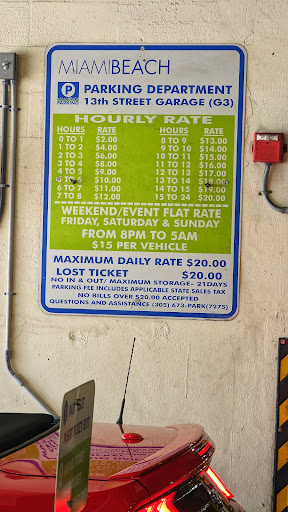 MIAMIBEACH
P PARKING DEPARTMENT
PARKING 13th STREET GARAGE (G3)
HOURLY RATE
HOURS RATE HOURS RATE
0 TO 1 $2.00 8 TO 9 $13.00
1 TO 2 $4.00 9 TO 10 $14.00
2 TO 3 $6.00 10 TO 11 $15.00
3 TO 4 $8.00 11 TO 12 $16.00
4 TO 5 $9.00 12 TO 13 $17.00
5 TO 6 $10.00 13 TO 14 $18.00
6 TO 7 $11.00 14 TO 15 $19.00
7 TO 8 $12.00 15 TO 24 $20.00
WEEKEND/EVENT FLAT RATE
FRIDAY, SATURDAY & SUNDAY
FROM 8PM TO 5AM
$15 PER VEHICLE
MAXIMUM DAILY RATE $20.00
LOST TICKET $20.00
NO IN & OUT/ MAXIMUM STORAGE- 21DAYS
PARKING FEE INCLUDES APPLICABLE STATE SALES TAX
NO BILLS OVER $20.00 ACCEPTED
QUESTIONS AND ASSISTANCE (305) 673-PARK(7275)